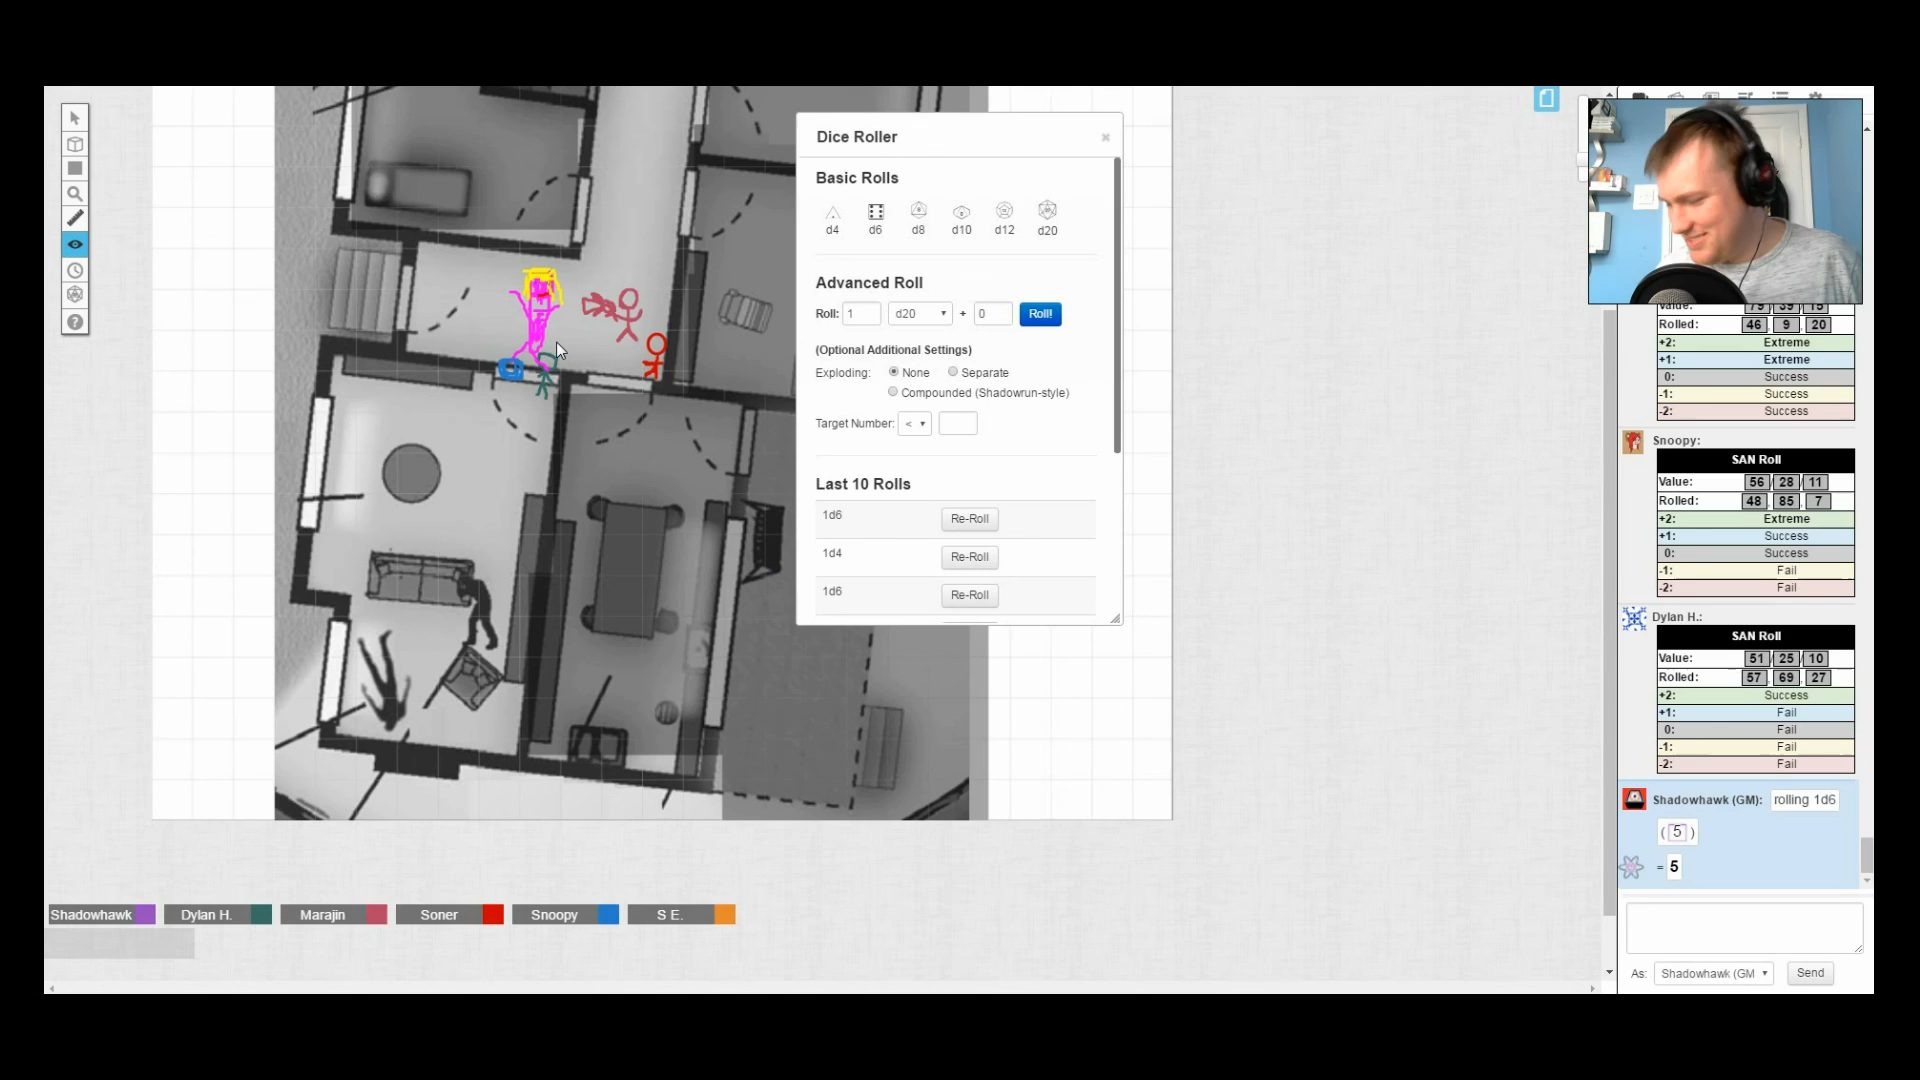 Dice Roller
Basic Rolls
d4 d6 d8 d10 d12 d20
Advanced Roll
Roll: 1 d20 + 0 Roll!
(Optional Additional Settings)
Exploding: None Separate
Compounded (Shadowrun-style)
Target Number: <
Last 10 Rolls
1d6 Re-Roll
1d4 Re-Roll
1d6 Re-Roll
Value: 79 39 15
Rolled: 46 9 20
+2: Extreme
+1: Extreme
0: Success
-1: Success
-2: Success
Snoopy:
SAN Roll
Value: 56 28 11
Rolled: 48 85 7
+2: Extreme
+1: Success
0: Success
-1: Fail
-2: Fail
Dylan H.:
SAN Roll
Value: 51 25 10
Rolled: 57 69 27
+2: Success
+1: Fail
0: Fail
-1: Fail
-2: Fail
Shadowhawk (GM): rolling 1d6
(5)
= 5
As: Shadowhawk (GM Send
Shadowhawk Dylan H. Marajin Soner Snoopy S E.